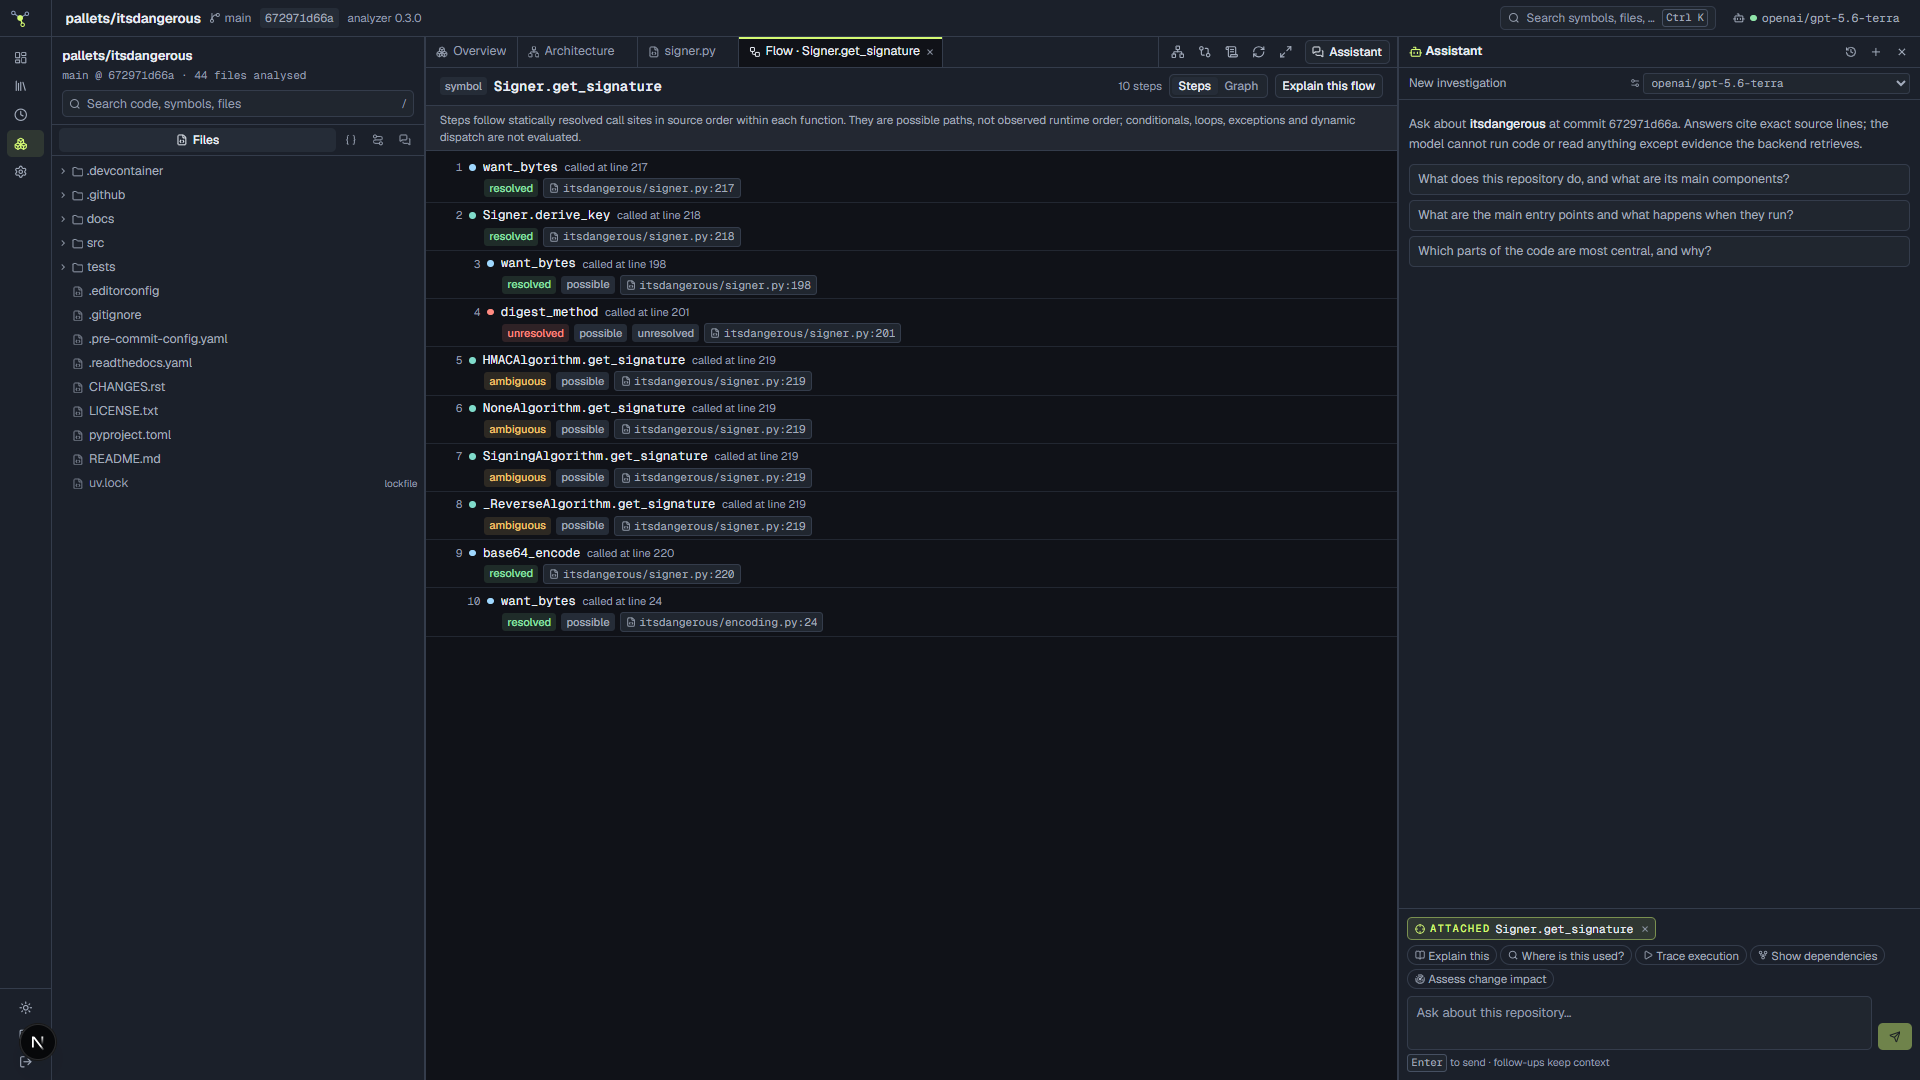 pallets/itsdangerous main 672971d66a analyzer 0.3.0
Search symbols, files, ... Ctrl K
openai/gpt-5.6-terra
pallets/itsdangerous
main @ 672971d66a · 44 files analysed
Search code, symbols, files /
Files
.devcontainer
.github
docs
src
tests
.editorconfig
.gitignore
.pre-commit-config.yaml
.readthedocs.yaml
CHANGES.rst
LICENSE.txt
pyproject.toml
README.md
uv.lock lockfile
N
Overview Architecture signer.py Flow · Signer.get_signature × Assistant
symbol Signer.get_signature 10 steps Steps Graph Explain this flow
Steps follow statically resolved call sites in source order within each function. They are possible paths, not observed runtime order; conditionals, loops, exceptions and dynamic
dispatch are not evaluated.
1 want_bytes called at line 217
resolved itsdangerous/signer.py:217
2 Signer.derive_key called at line 218
resolved itsdangerous/signer.py:218
3 want_bytes called at line 198
resolved possible itsdangerous/signer.py:198
4 digest_method called at line 201
unresolved possible unresolved itsdangerous/signer.py:201
5 HMACAlgorithm.get_signature called at line 219
ambiguous possible itsdangerous/signer.py:219
6 NoneAlgorithm.get_signature called at line 219
ambiguous possible itsdangerous/signer.py:219
7 SigningAlgorithm.get_signature called at line 219
ambiguous possible itsdangerous/signer.py:219
8 _ReverseAlgorithm.get_signature called at line 219
ambiguous possible itsdangerous/signer.py:219
9 base64_encode called at line 220
resolved itsdangerous/signer.py:220
10 want_bytes called at line 24
resolved possible itsdangerous/encoding.py:24
Assistant
New investigation openai/gpt-5.6-terra
Ask about itsdangerous at commit 672971d66a. Answers cite exact source lines; the
model cannot run code or read anything except evidence the backend retrieves.
What does this repository do, and what are its main components?
What are the main entry points and what happens when they run?
Which parts of the code are most central, and why?
ATTACHED Signer.get_signature ×
Explain this Where is this used? Trace execution Show dependencies
Assess change impact
Ask about this repository...
Enter to send · follow-ups keep context